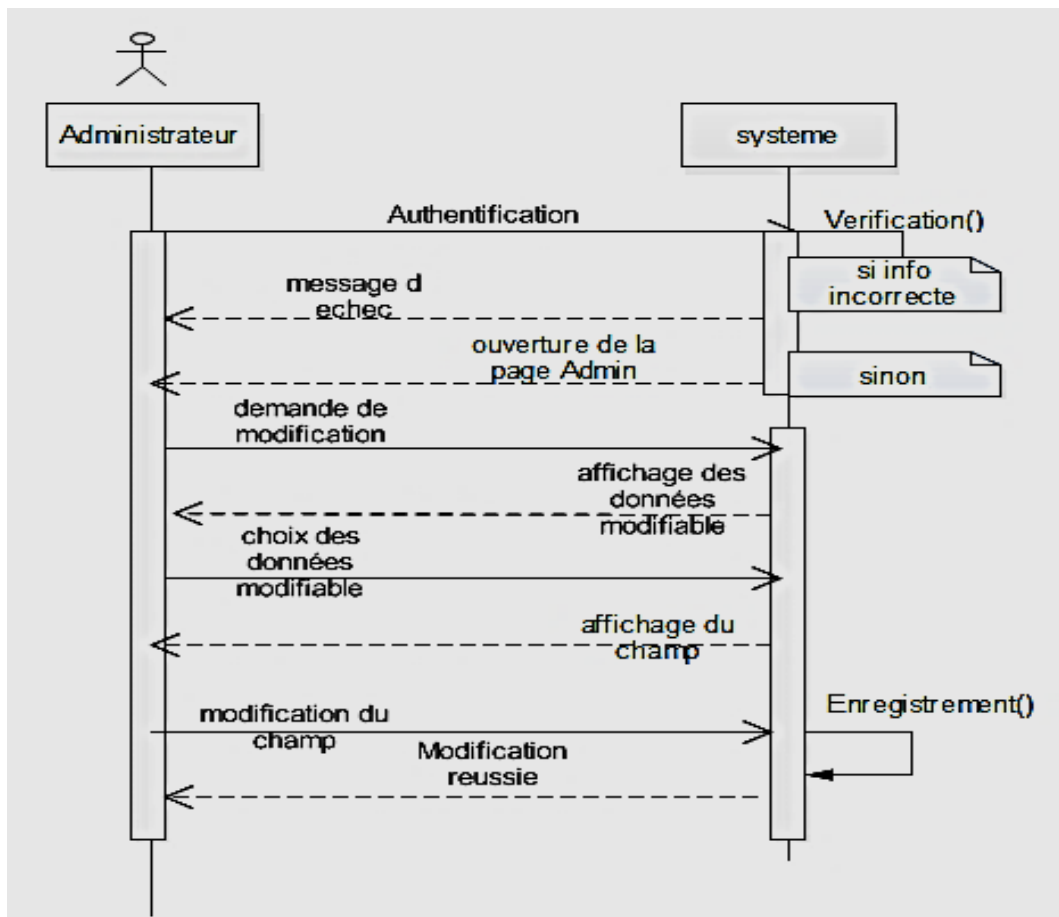 Administrateur
systeme
Authentification
Verification()
si info
incorrecte
message d
echec
ouverture de la
page Admin
sinon
demande de
modification
affichage des
données
modifiable
choix des
données
modifiable
affichage du
champ
Enregistrement()
modification du
champ
Modification
reussie